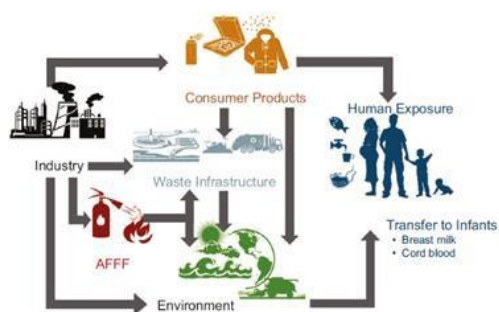 Consumer Products
Human Exposure
Industry
Waste Infrastructure
Transfer to Infants
• Breast milk
• Cord blood
AFFF
Environment